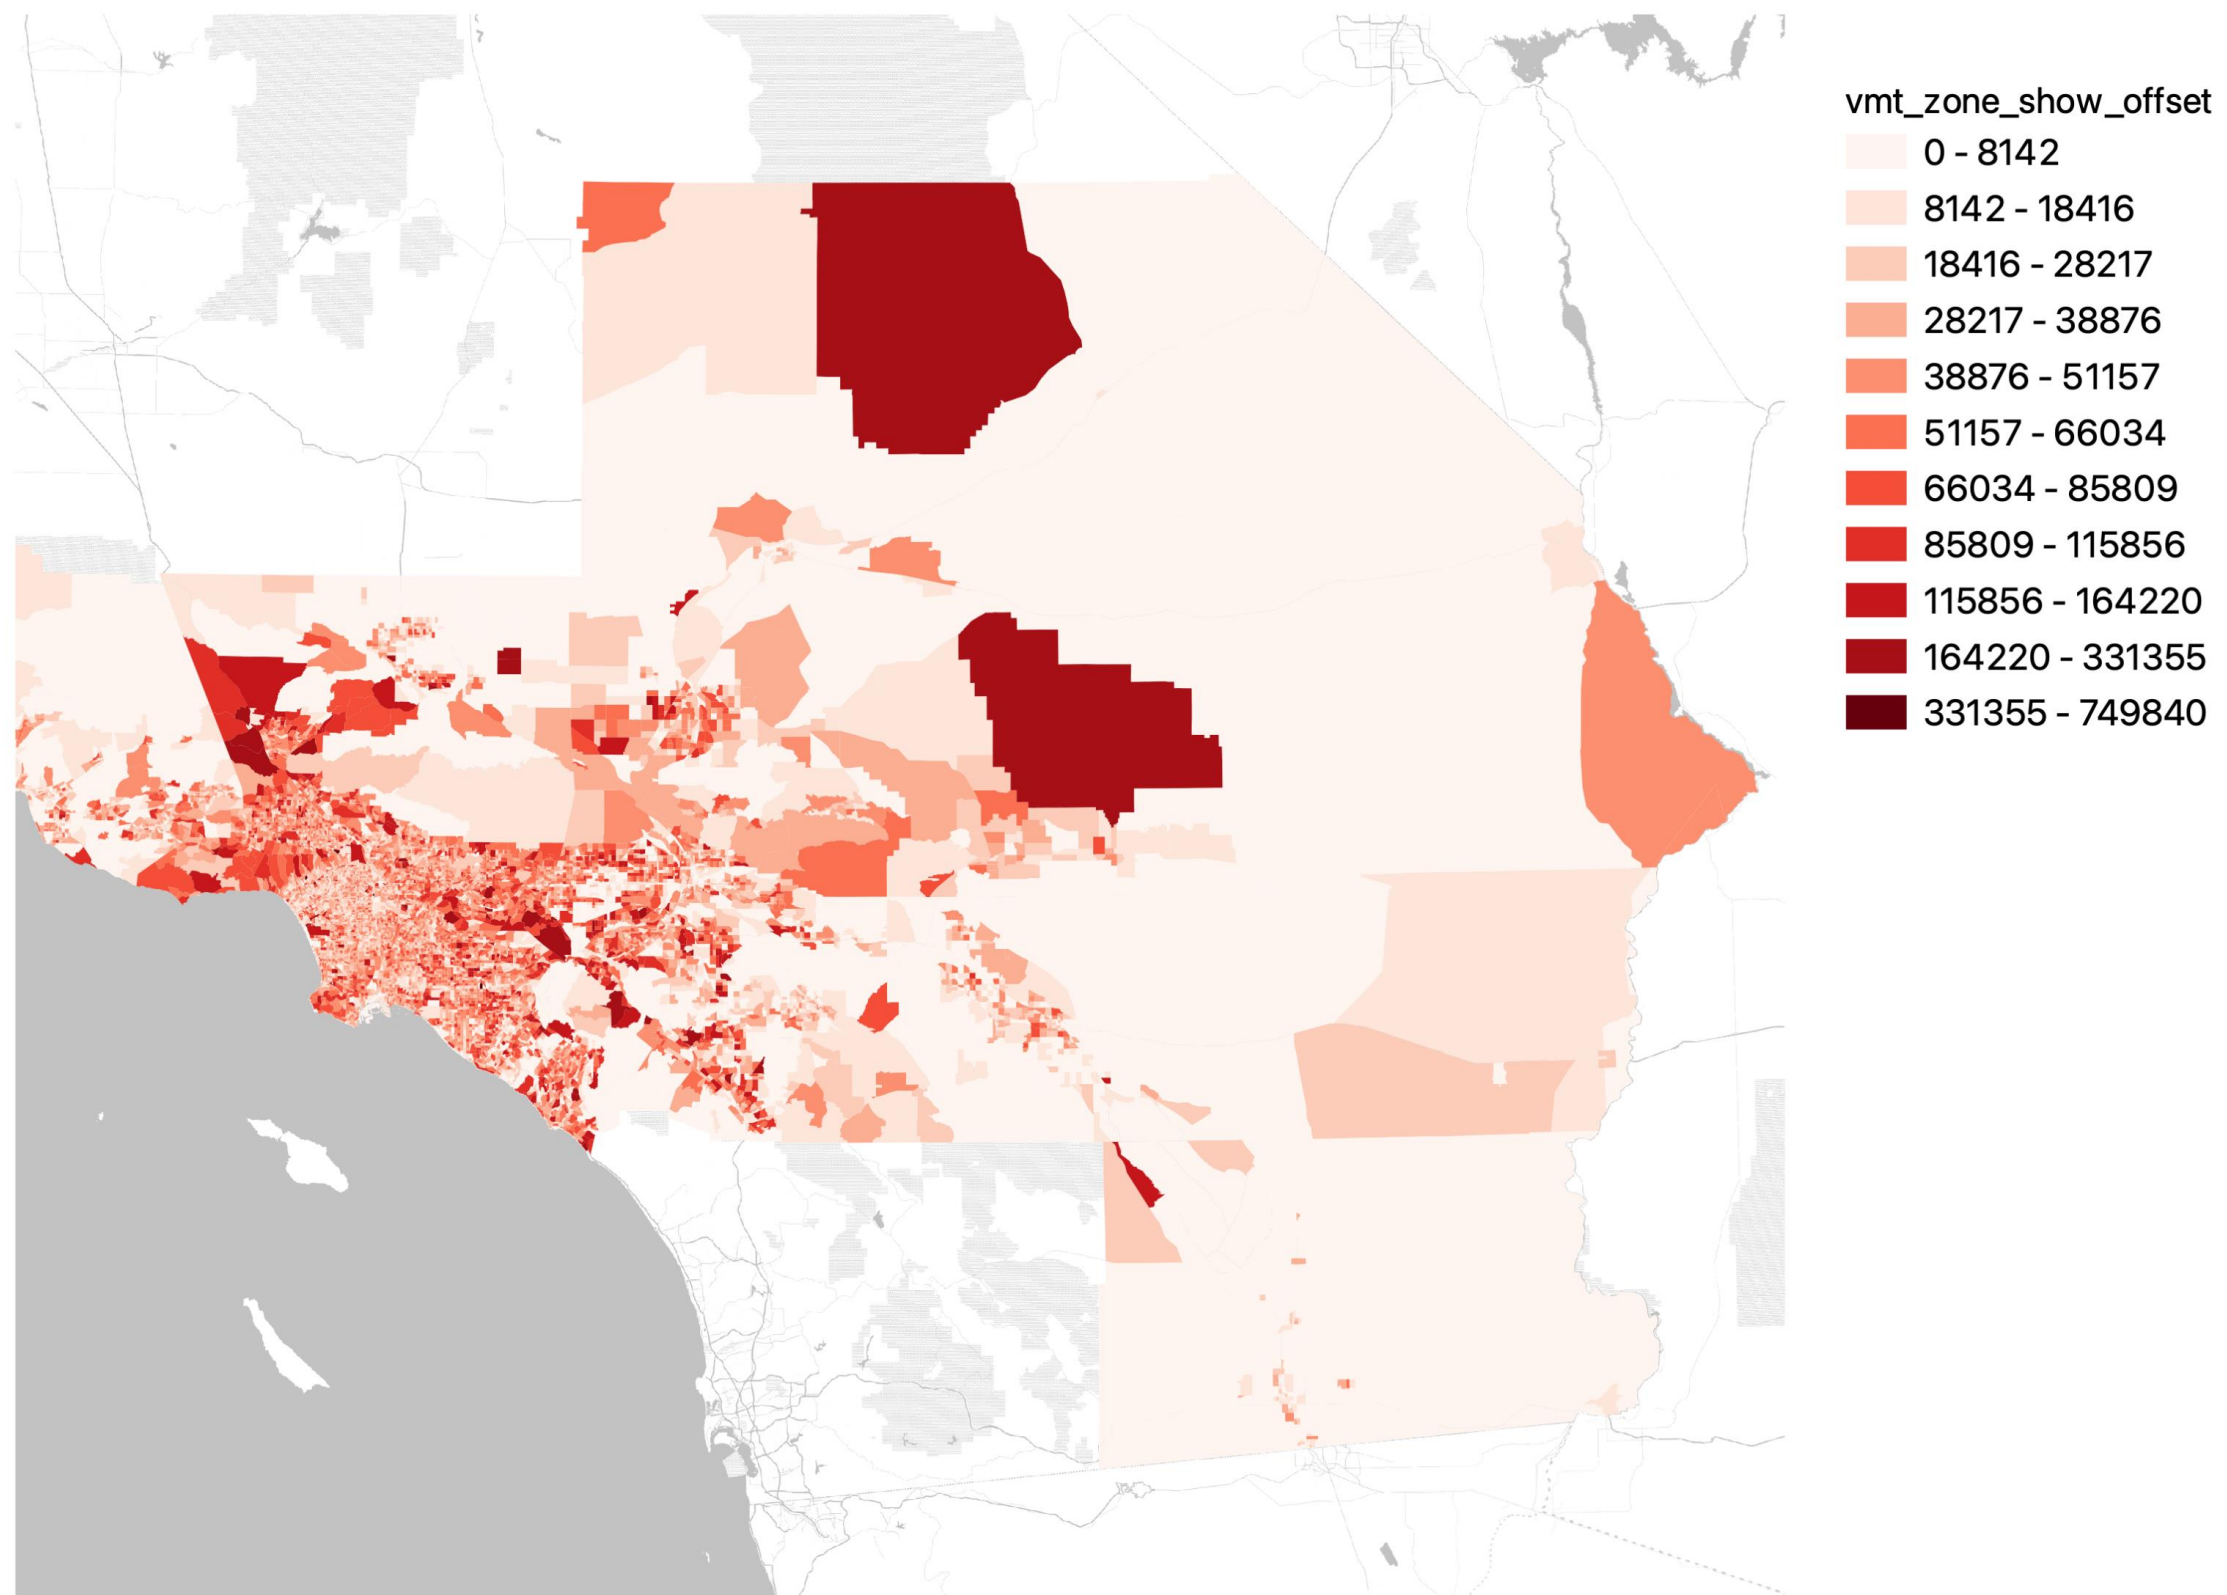 vmt_zone_show_offset
0 - 8142
8142 - 18416
18416 - 28217
28217 - 38876
38876 - 51157
51157 - 66034
66034 - 85809
85809 - 115856
115856 - 164220
164220 - 331355
331355 - 749840